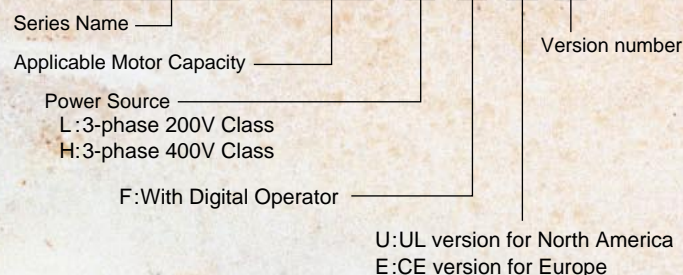 Series Name
Version number
Applicable Motor Capacity
Power Source
L:3-phase 200V Class
H:3-phase 400V Class
F:With Digital Operator
U:UL version for North America
E:CE version for Europe